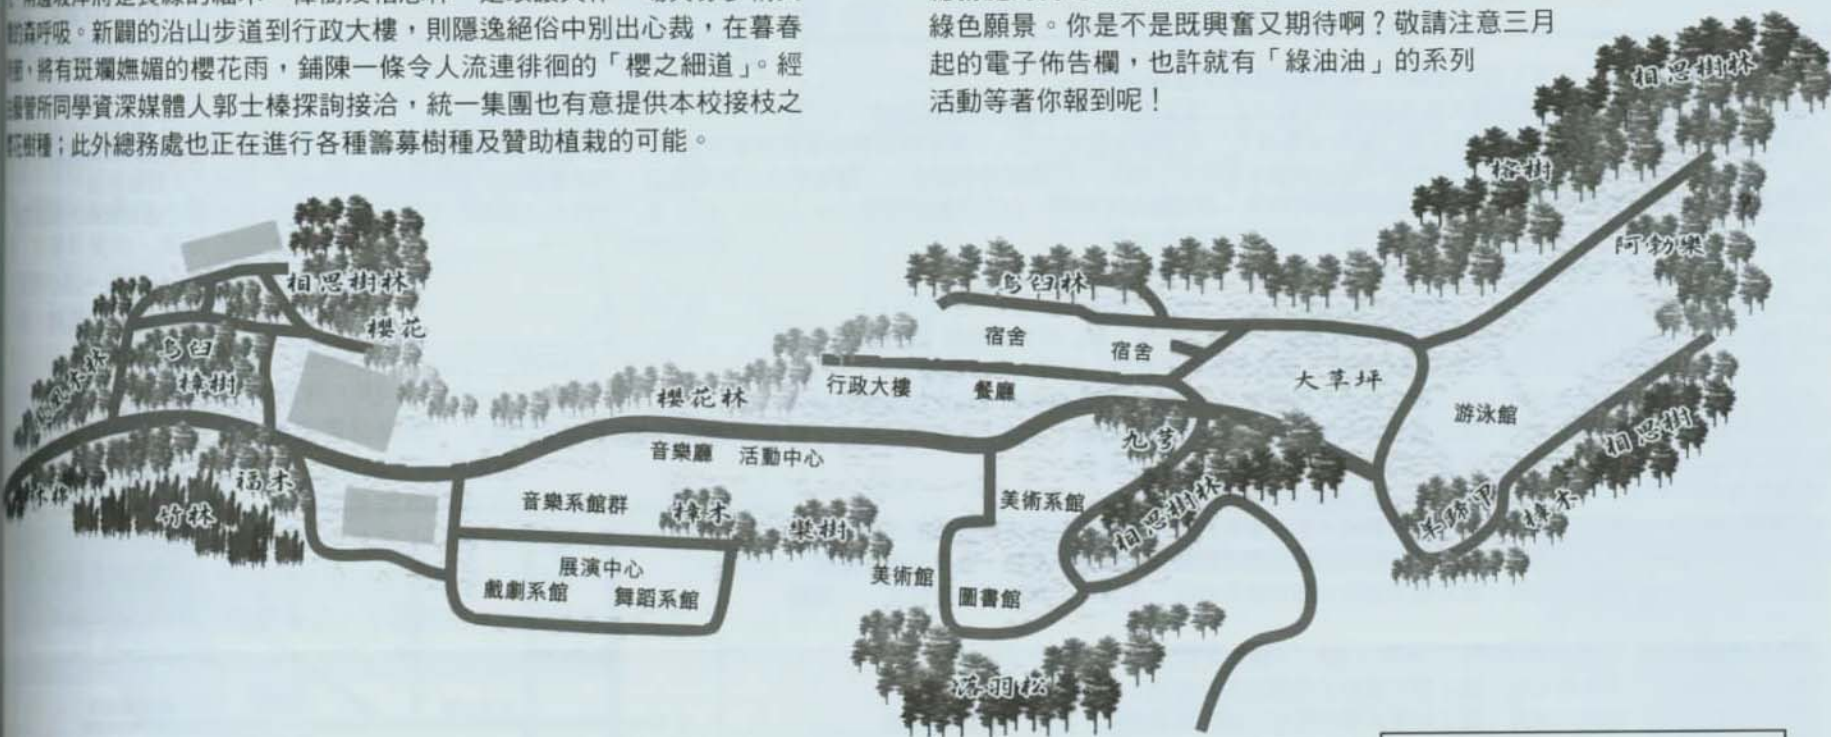 新闢的沿山步道到行政大樓，則隱逸絕俗中別出心裁，在暮春
將有斑斕嫵媚的櫻花雨，鋪陳一條令人流連徘徊的「櫻之細道」。經
所同學資深媒體人郭士榛探詢接洽，統一集團也有意提供本校接枝之
樹種；此外總務處也正在進行各種籌募樹種及贊助植栽的可能。
綠色願景。你是不是既興奮又期待啊？敬請注意三月
起的電子佈告欄，也許就有「綠油油」的系列
活動等著你報到呢！
相思樹林
榕樹
阿勃樂
相思樹林
櫻花
烏臼
樟樹
烏臼林
宿舍
宿舍
大草坪
游泳館
行政大樓
餐廳
櫻花林
音樂廳
活動中心
九芎
相思樹
福木
竹林
音樂系館群
樟木
欒樹
美術系館
相思樹林
樟木
展演中心
戲劇系館
舞蹈系館
美術館
圖書館
落羽松